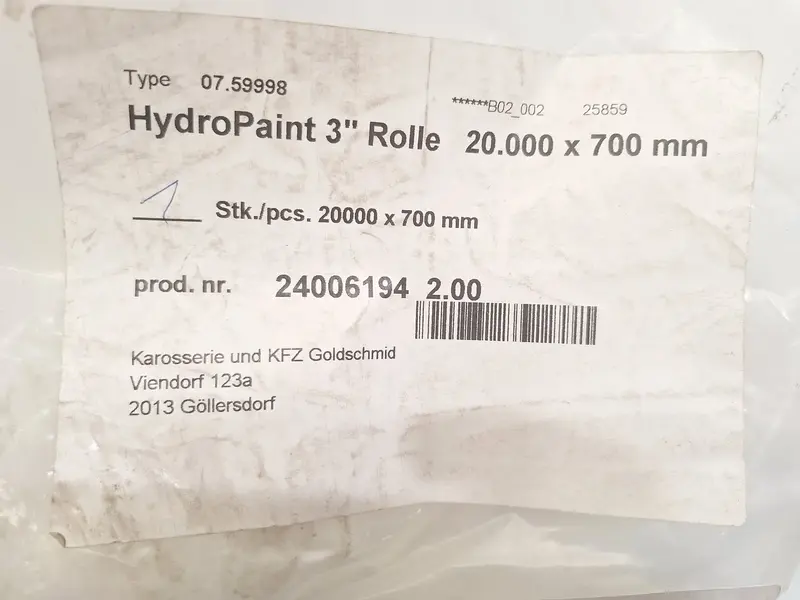 Type 07.59998
******B02_002 25859
HydroPaint 3" Rolle 20.000 x 700 mm
1 Stk./pcs. 20000 x 700 mm
prod. nr. 24006194 2.00
Karosserie und KFZ Goldschmid
Viendorf 123a
2013 Göllersdorf